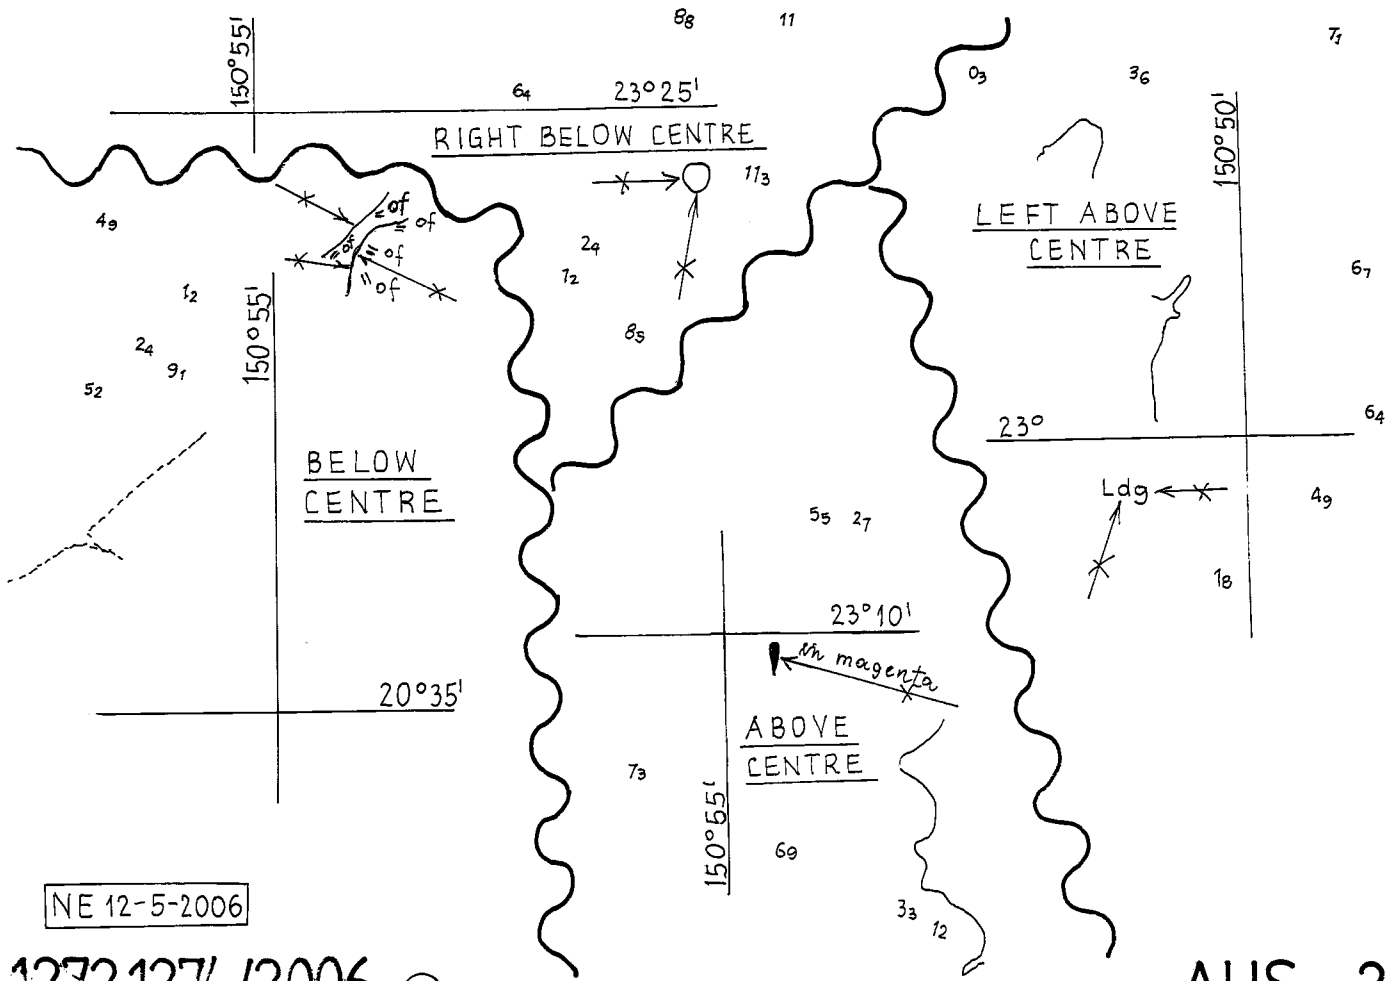 8₈ 11 7₁
150°55'
0₃ 3₆
6₄ 23°25'
150°50'
RIGHT BELOW CENTRE
11₃
4₉
of
of
of
of
of
LEFT ABOVE
CENTRE
2₄
1₂
6₇
1₂
150°55'
8₅
2₄
9₁
5₂
6₄
23°
BELOW
CENTRE
Ldg
4₉
5₅ 2₇
1₈
23°10'
in magenta
20°35'
ABOVE
CENTRE
7₃
150°55'
6₉
NE 12-5-2006
3₃
12
AUS